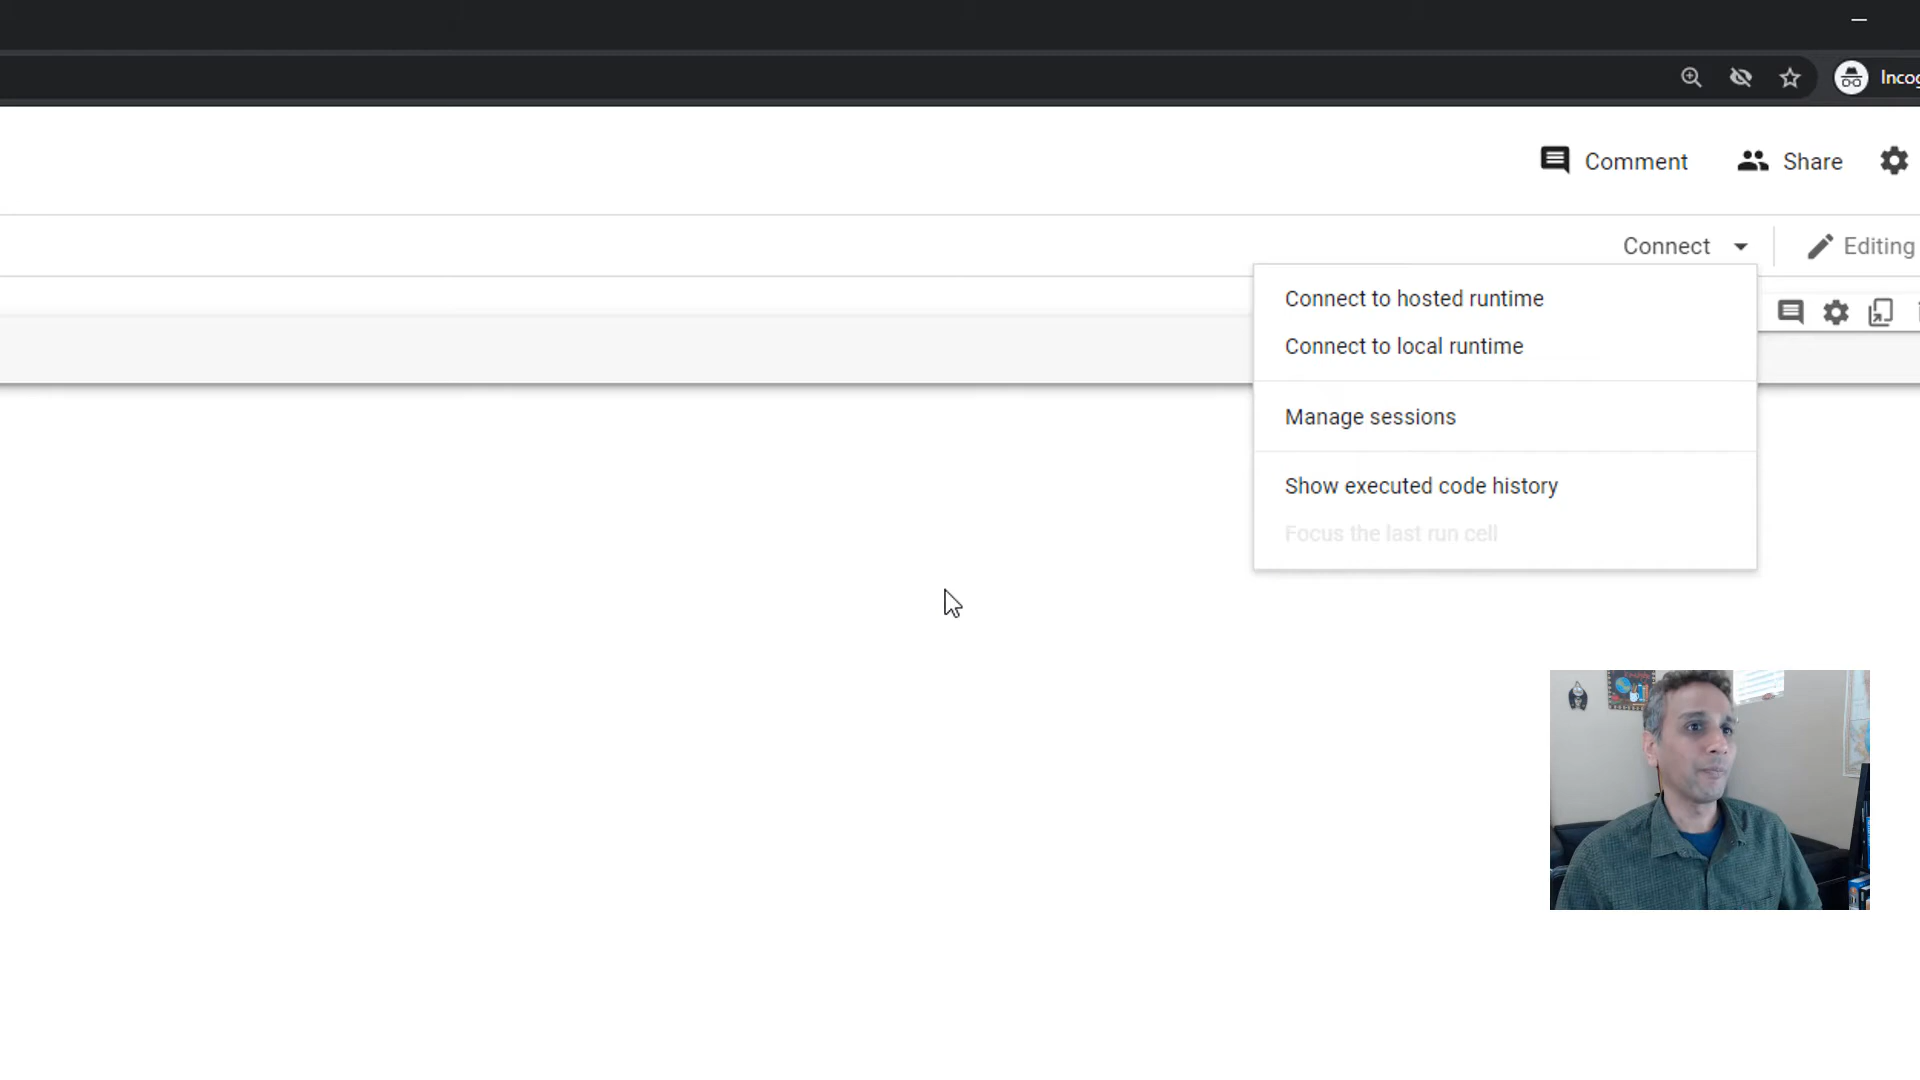 Incog
Comment Share
Connect Editing
Connect to hosted runtime
Connect to local runtime
Manage sessions
Show executed code history
Focus the last run cell